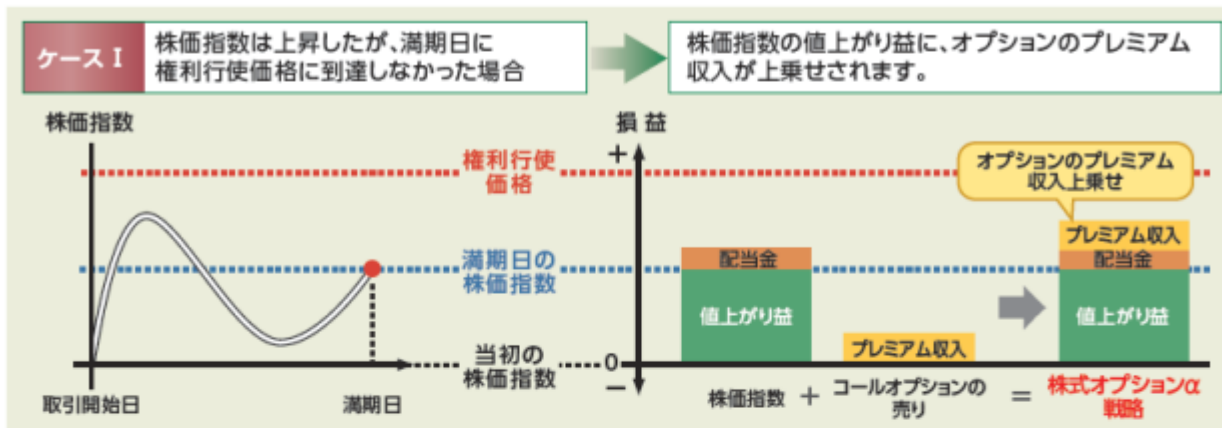 ケース I
株価指数は上昇したが、満期日に
権利行使価格に到達しなかった場合
株価指数の値上がり益に、オプションのプレミアム
収入が上乗せされます。
株価指数
損 益
+
権利行使
価格
オプションのプレミアム
収入上乗せ
プレミアム収入
配当金
配当金
満期日の
株価指数
値上がり益
値上がり益
プレミアム収入
当初の
株価指数
0
−
取引開始日
満期日
株価指数
+
コールオプションの
売り
=
株式オプションα
戦略